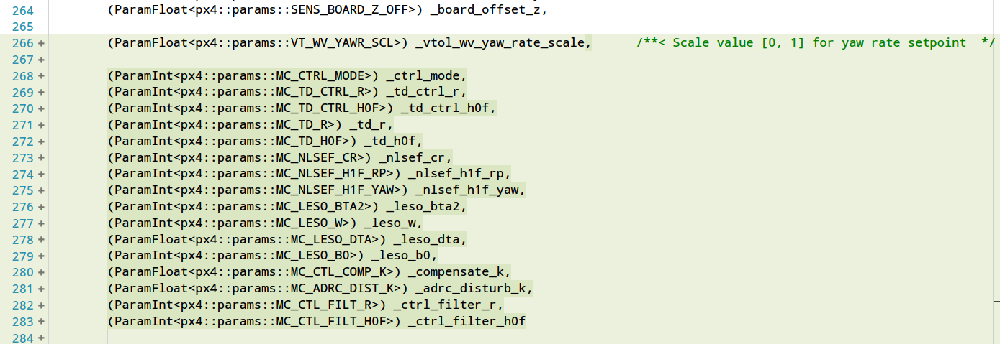 264 (ParamFloat<px4::params::SENS_BOARD_Z_OFF>) _board_offset_z,
265
266 + (ParamFloat<px4::params::VT_WV_YAWR_SCL>) _vtol_wv_yaw_rate_scale, /**< Scale value [0, 1] for yaw rate setpoint */
267 +
268 + (ParamInt<px4::params::MC_CTRL_MODE>) _ctrl_mode,
269 + (ParamInt<px4::params::MC_TD_CTRL_R>) _td_ctrl_r,
270 + (ParamInt<px4::params::MC_TD_CTRL_H0F>) _td_ctrl_h0f,
271 + (ParamInt<px4::params::MC_TD_R>) _td_r,
272 + (ParamInt<px4::params::MC_TD_H0F>) _td_h0f,
273 + (ParamInt<px4::params::MC_NLSEF_CR>) _nlsef_cr,
274 + (ParamInt<px4::params::MC_NLSEF_H1F_RP>) _nlsef_h1f_rp,
275 + (ParamInt<px4::params::MC_NLSEF_H1F_YAW>) _nlsef_h1f_yaw,
276 + (ParamInt<px4::params::MC_LESO_BTA2>) _leso_bta2,
277 + (ParamInt<px4::params::MC_LESO_W>) _leso_w,
278 + (ParamFloat<px4::params::MC_LESO_DTA>) _leso_dta,
279 + (ParamInt<px4::params::MC_LESO_B0>) _leso_b0,
280 + (ParamFloat<px4::params::MC_CTL_COMP_K>) _compensate_k,
281 + (ParamFloat<px4::params::MC_ADRC_DIST_K>) _adrc_disturb_k,
282 + (ParamInt<px4::params::MC_CTL_FILT_R>) _ctrl_filter_r,
283 + (ParamInt<px4::params::MC_CTL_FILT_H0F>) _ctrl_filter_h0f
284 +